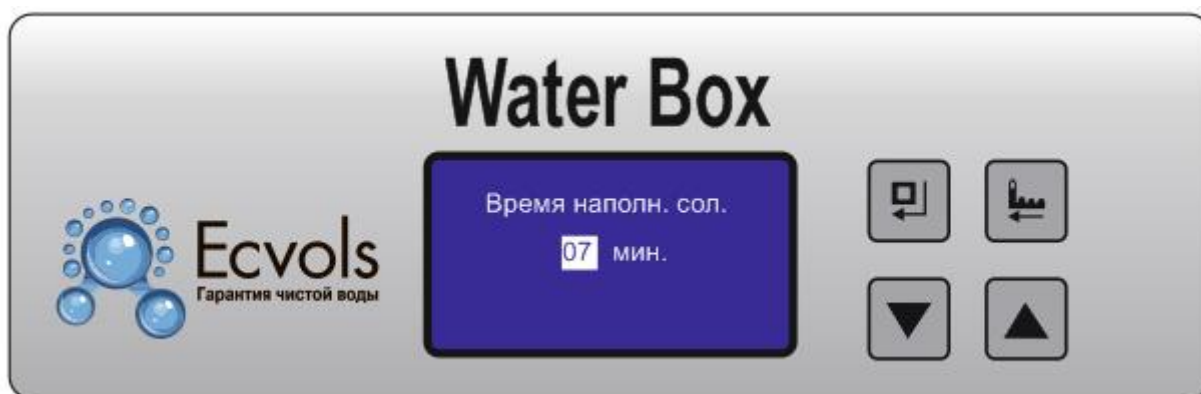 Water Box
Ecvols
Гарантия чистой воды
Время наполн. сол.
07 мин.